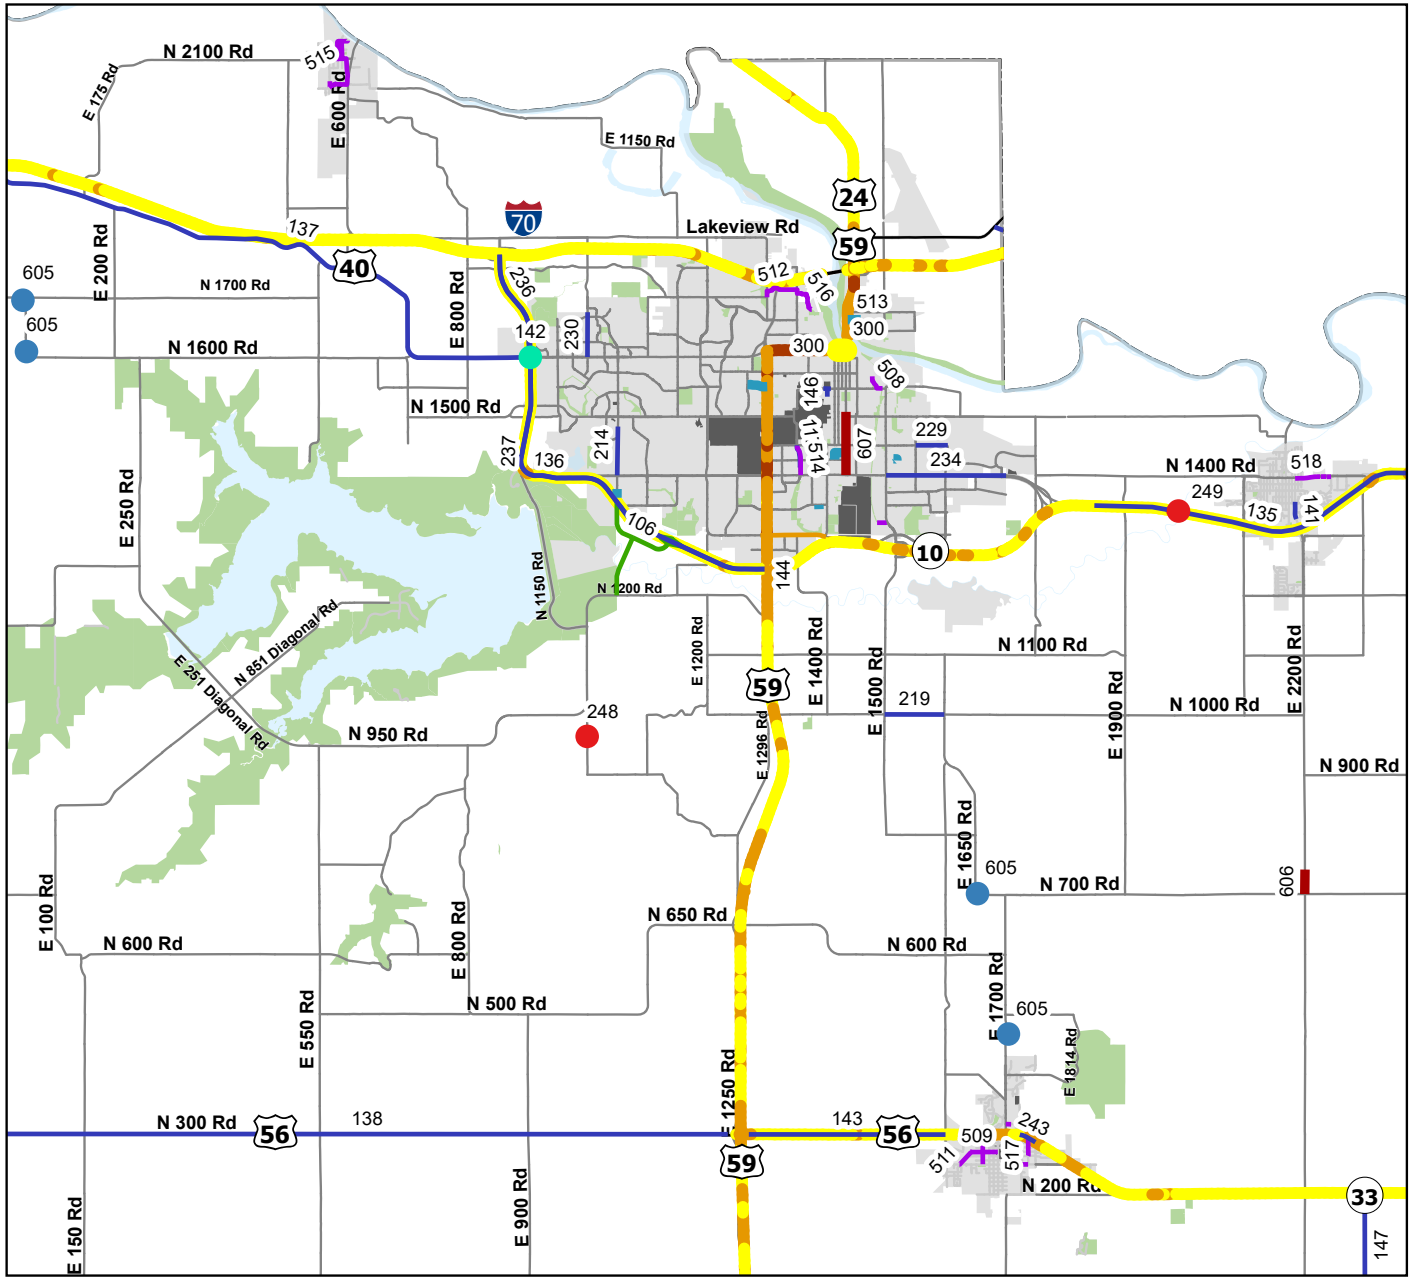 N 2100 Rd
515
E 175 Rd
E 600 Rd
E 1150 Rd
24
137
70
Lakeview Rd
59
40
E 200 Rd
605
N 1700 Rd
E 800 Rd
236
512
516
513
605
142
230
300
300
N 1600 Rd
508
146
N 1500 Rd
237
136
214
514
607
229
234
N 1400 Rd
518
249
135
141
E 250 Rd
106
10
144
N 1150 Rd
N 1200 Rd
N 851 Diagonal Rd
E 251 Diagonal Rd
E 1200 Rd
E 1400 Rd
E 1500 Rd
N 1100 Rd
E 1900 Rd
E 2200 Rd
59
219
N 1000 Rd
248
N 950 Rd
E 1296 Rd
N 900 Rd
E 1650 Rd
605
N 700 Rd
606
E 100 Rd
N 600 Rd
E 800 Rd
N 650 Rd
N 600 Rd
E 1700 Rd
N 500 Rd
605
E 550 Rd
E 1814 Rd
E 1250 Rd
N 300 Rd
56
138
143
56
509
243
511
517
59
N 200 Rd
33
E 150 Rd
E 900 Rd
147